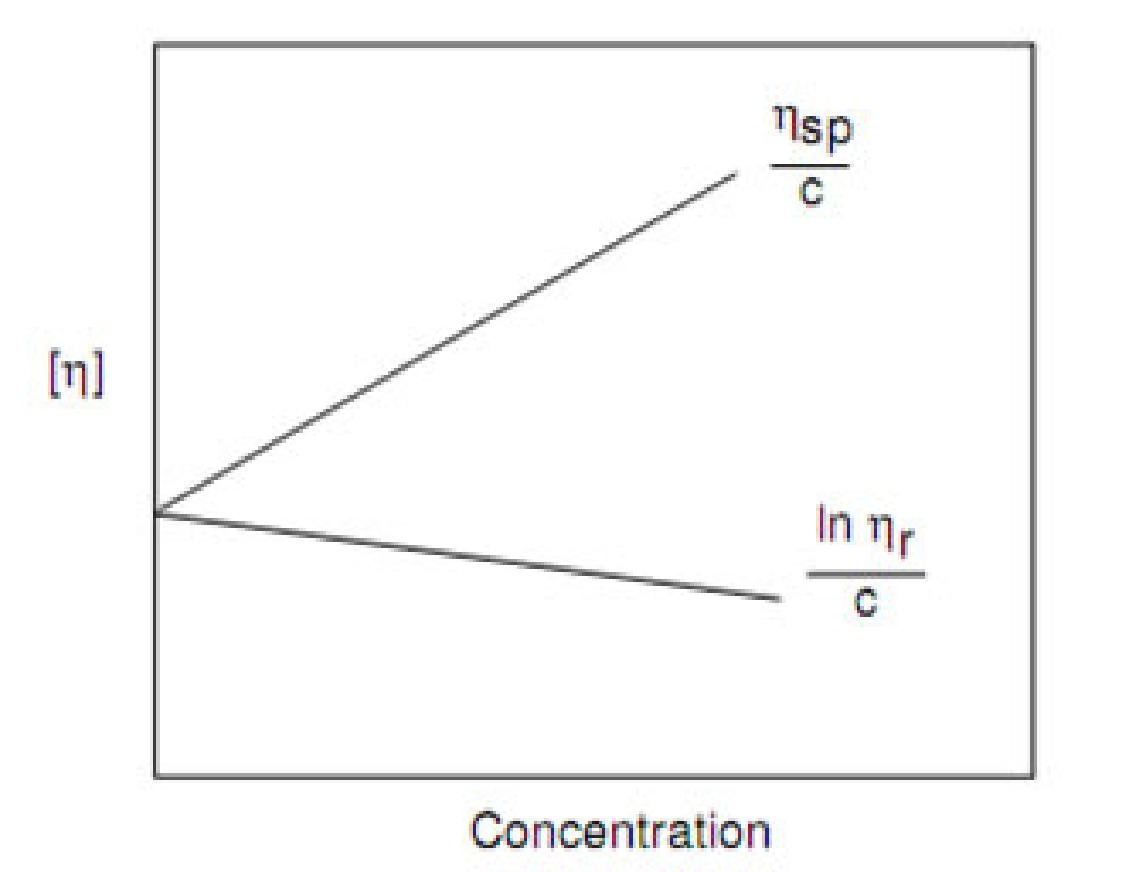 ηsp
c
[η]
ln ηr
c
Concentration